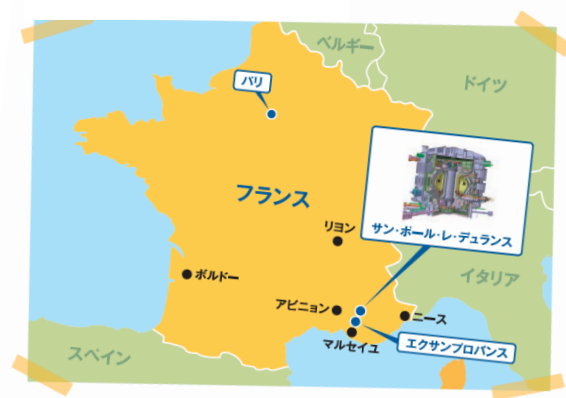 ベルギー
ドイツ
パリ
フランス
サン・ポール・レ・デュランス
リヨン
イタリア
ボルドー
アビニョン
ニース
マルセイユ
エクサンプロバンス
スペイン